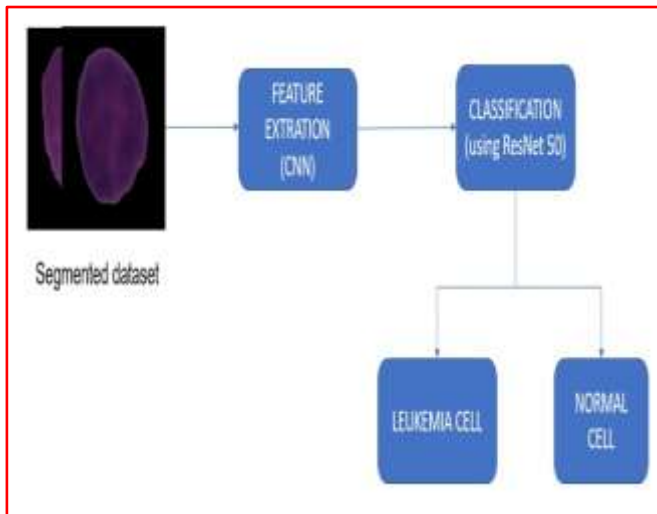 FEATURE
EXTRATION
(CNN)
CLASSIFICATION
(using ResNet 50)
Segmented dataset
LEUKEMIA CELL
NORMAL
CELL